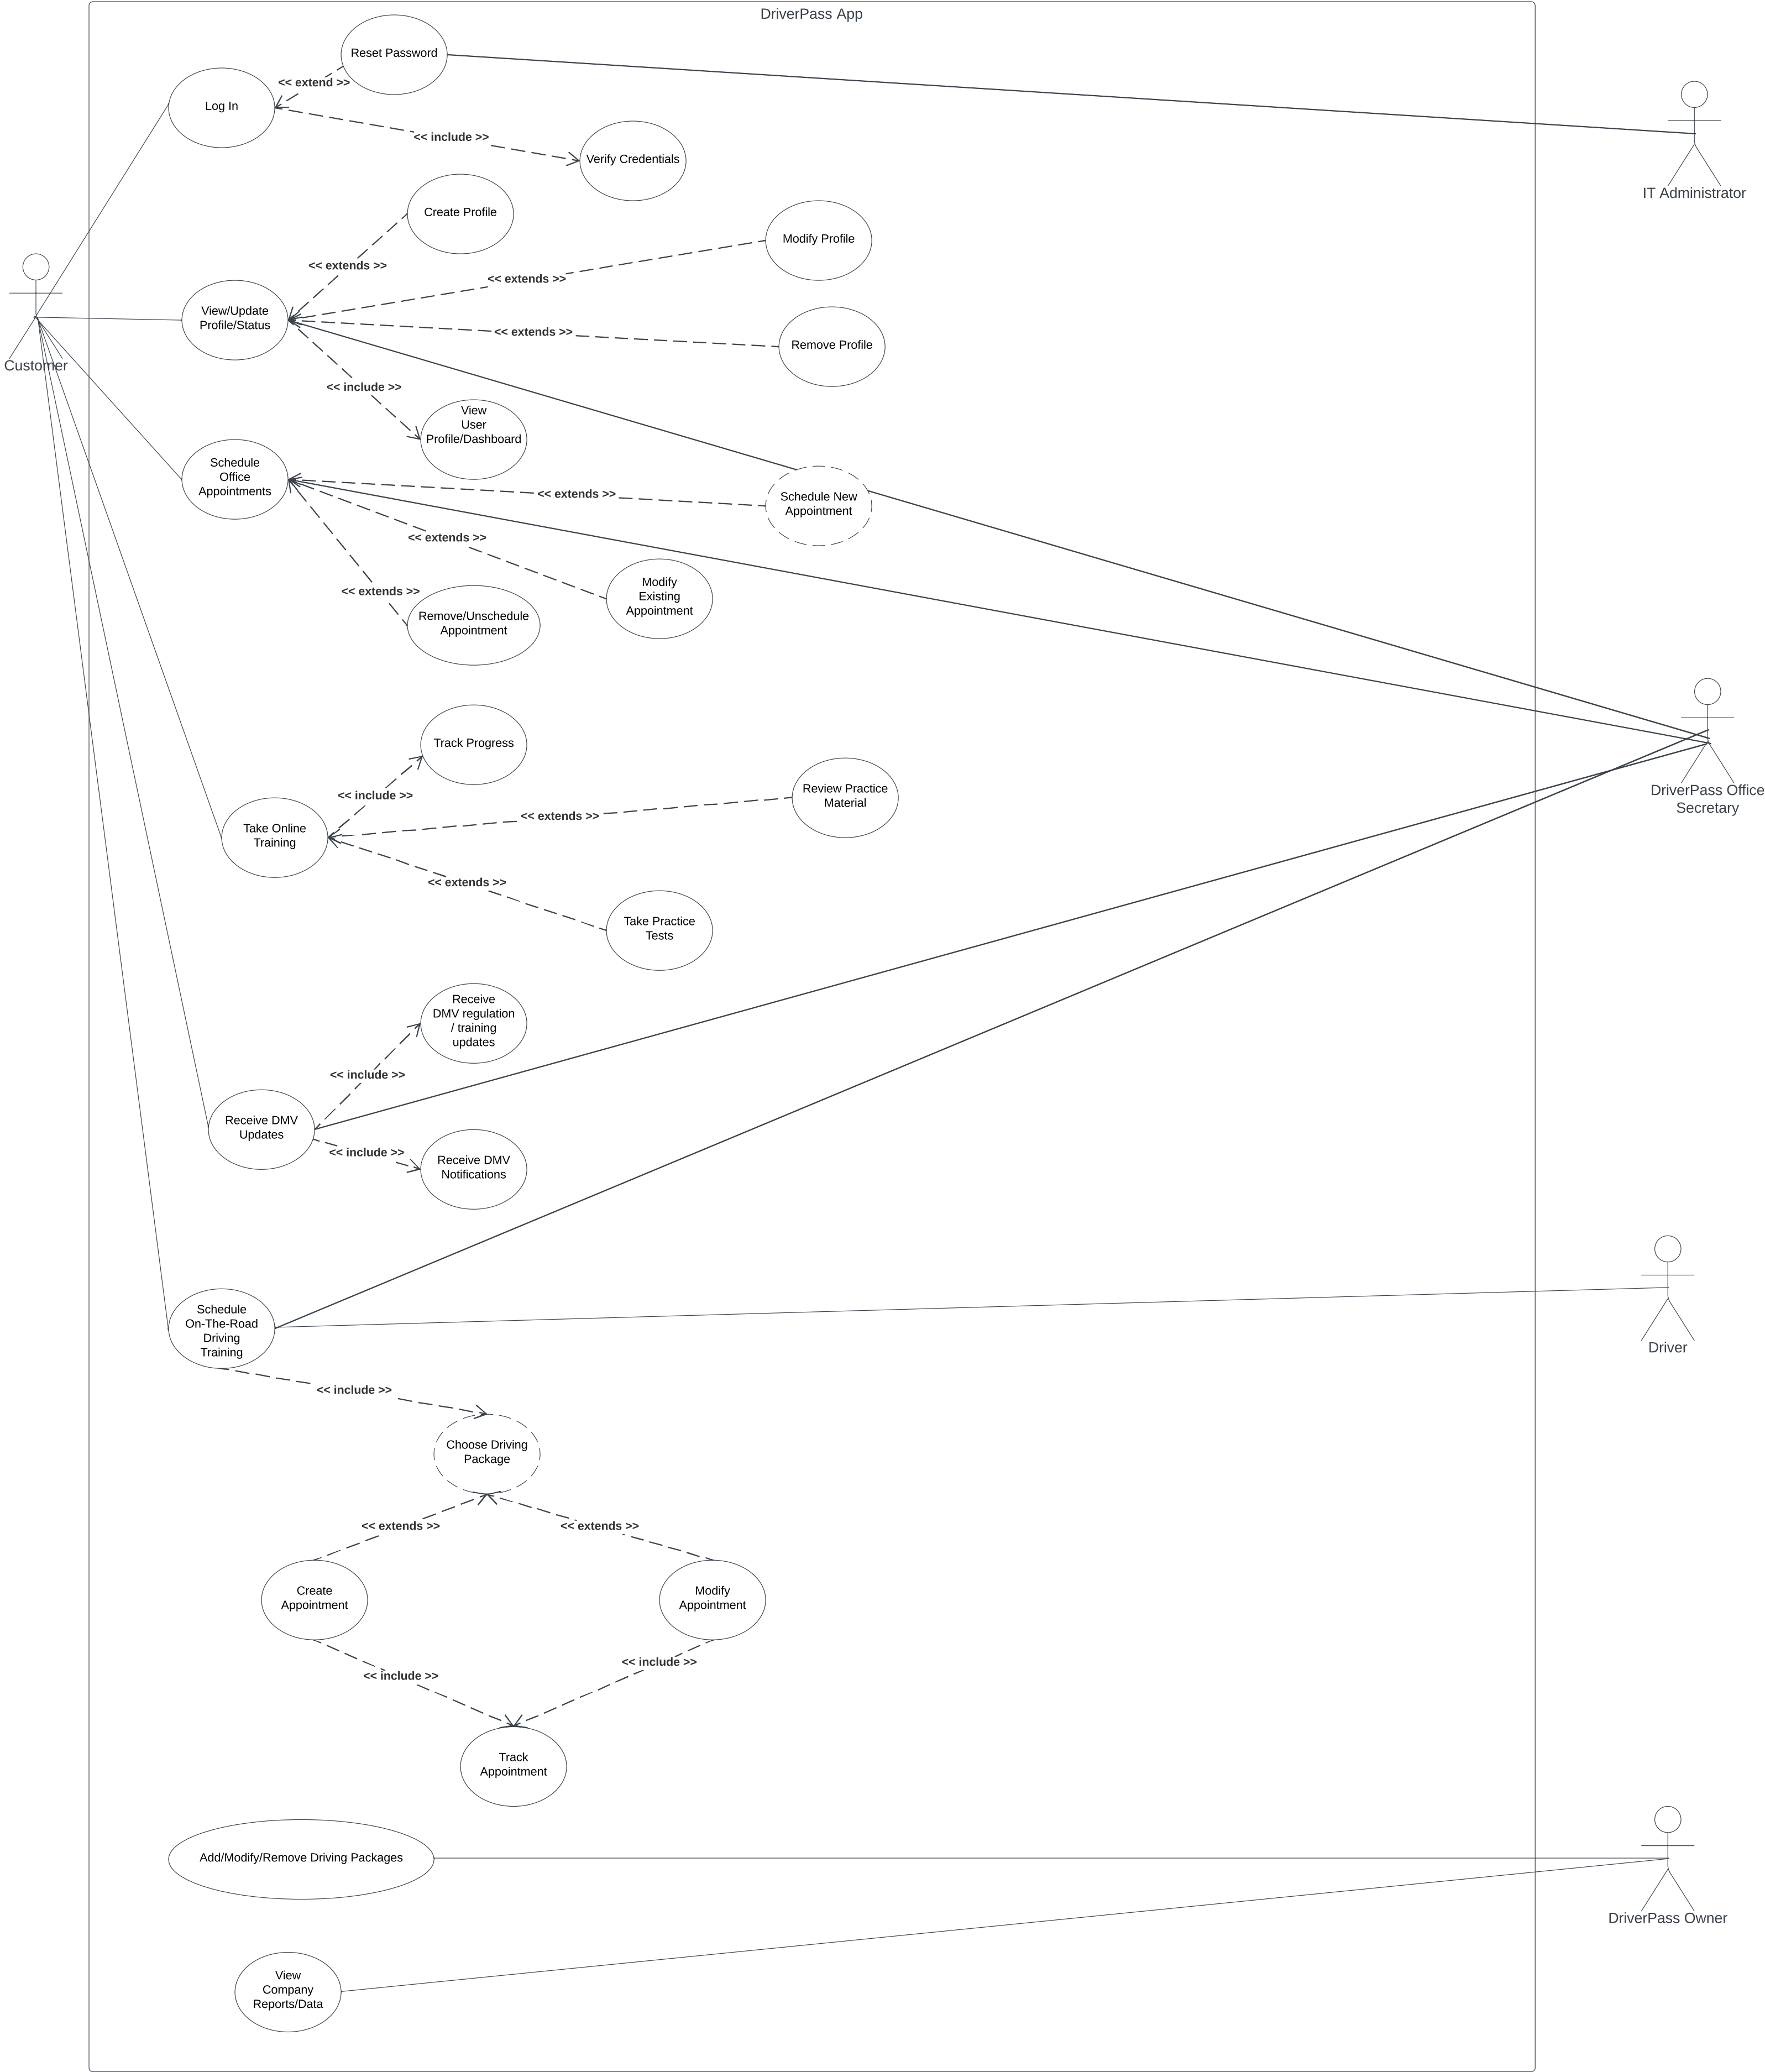 DriverPass App
Reset Password
<< extend >>
Log In
<< include >>
Verify Credentials
IT Administrator
Create Profile
Modify Profile
<< extends >>
<< extends >>
View/Update
Profile/Status
<< extends >>
Remove Profile
Customer
<< include >>
View
User
Profile/Dashboard
Schedule
Office
Appointments
<< extends >>
Schedule New
Appointment
<< extends >>
Modify
Existing
Appointment
<< extends >>
Remove/Unschedule
Appointment
Track Progress
DriverPass Office
Secretary
<< include >>
Review Practice
Material
<< extends >>
Take Online
Training
<< extends >>
Take Practice
Tests
Receive
DMV regulation
/ training
updates
<< include >>
Receive DMV
Updates
<< include >>
Receive DMV
Notifications
Schedule
On-The-Road
Driving
Training
Driver
<< include >>
Choose Driving
Package
<< extends >>
<< extends >>
Create
Appointment
Modify
Appointment
<< include >>
<< include >>
Track
Appointment
Add/Modify/Remove Driving Packages
DriverPass Owner
View
Company
Reports/Data